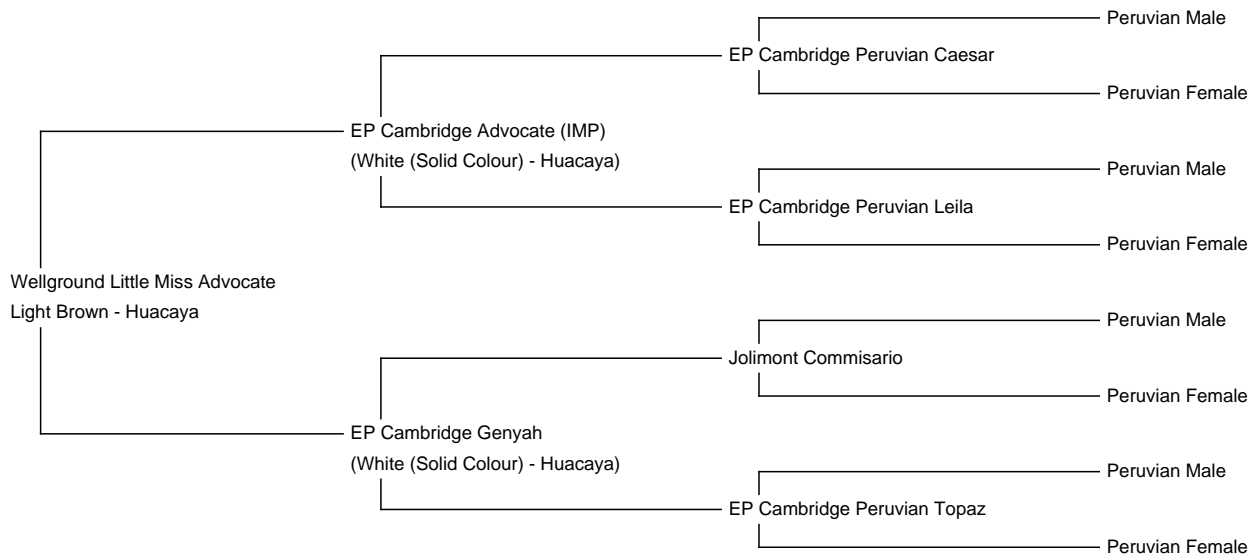 Peruvian Male
EP Cambridge Peruvian Caesar
Peruvian Female
EP Cambridge Advocate (IMP)
(White (Solid Colour) - Huacaya)
Peruvian Male
EP Cambridge Peruvian Leila
Peruvian Female
Wellground Little Miss Advocate
Light Brown - Huacaya
Peruvian Male
Jolimont Commisario
Peruvian Female
EP Cambridge Genyah
(White (Solid Colour) - Huacaya)
Peruvian Male
EP Cambridge Peruvian Topaz
Peruvian Female